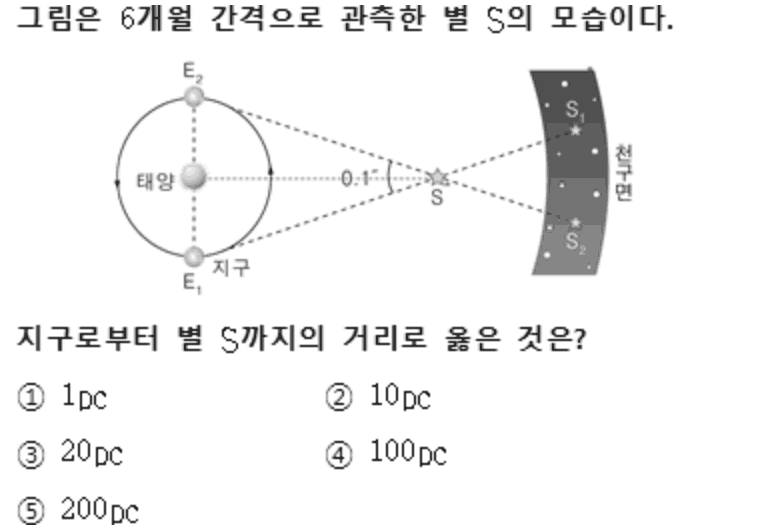 그림은 6개월 간격으로 관측한 별 S의 모습이다.
E₂
S₁
태양
0.1″
S
천구면
S₂
지구
E₁
지구로부터 별 S까지의 거리로 옳은 것은?
① 1pc ② 10pc
③ 20pc ④ 100pc
⑤ 200pc